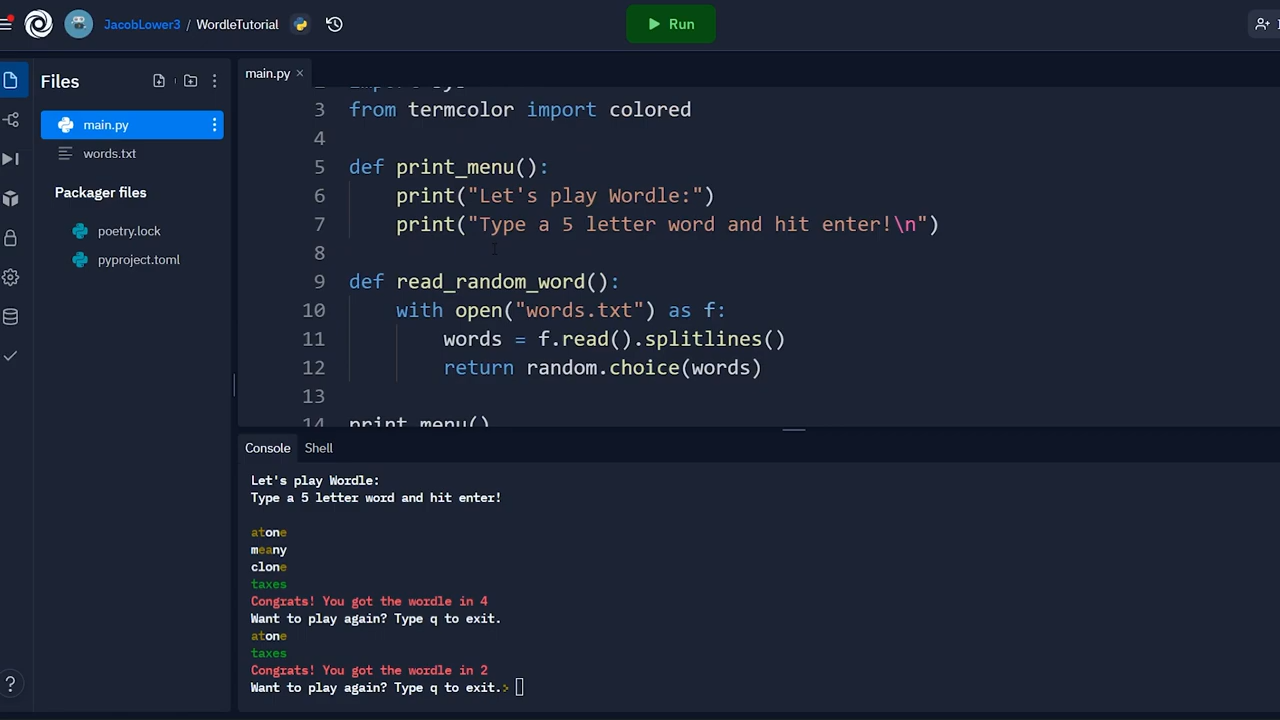 JacobLower3 / WordleTutorial
Run
Files
main.py
words.txt
Packager files
poetry.lock
pyproject.toml
main.py ×
2 import sys
3 from termcolor import colored
4
5 def print_menu():
6     print("Let's play Wordle:")
7     print("Type a 5 letter word and hit enter!\n")
8
9 def read_random_word():
10     with open("words.txt") as f:
11         words = f.read().splitlines()
12         return random.choice(words)
13
14 print_menu()
Console Shell
Let's play Wordle:
Type a 5 letter word and hit enter!
atone
meany
clone
taxes
Congrats! You got the wordle in 4
Want to play again? Type q to exit.
atone
taxes
Congrats! You got the wordle in 2
Want to play again? Type q to exit.>
?